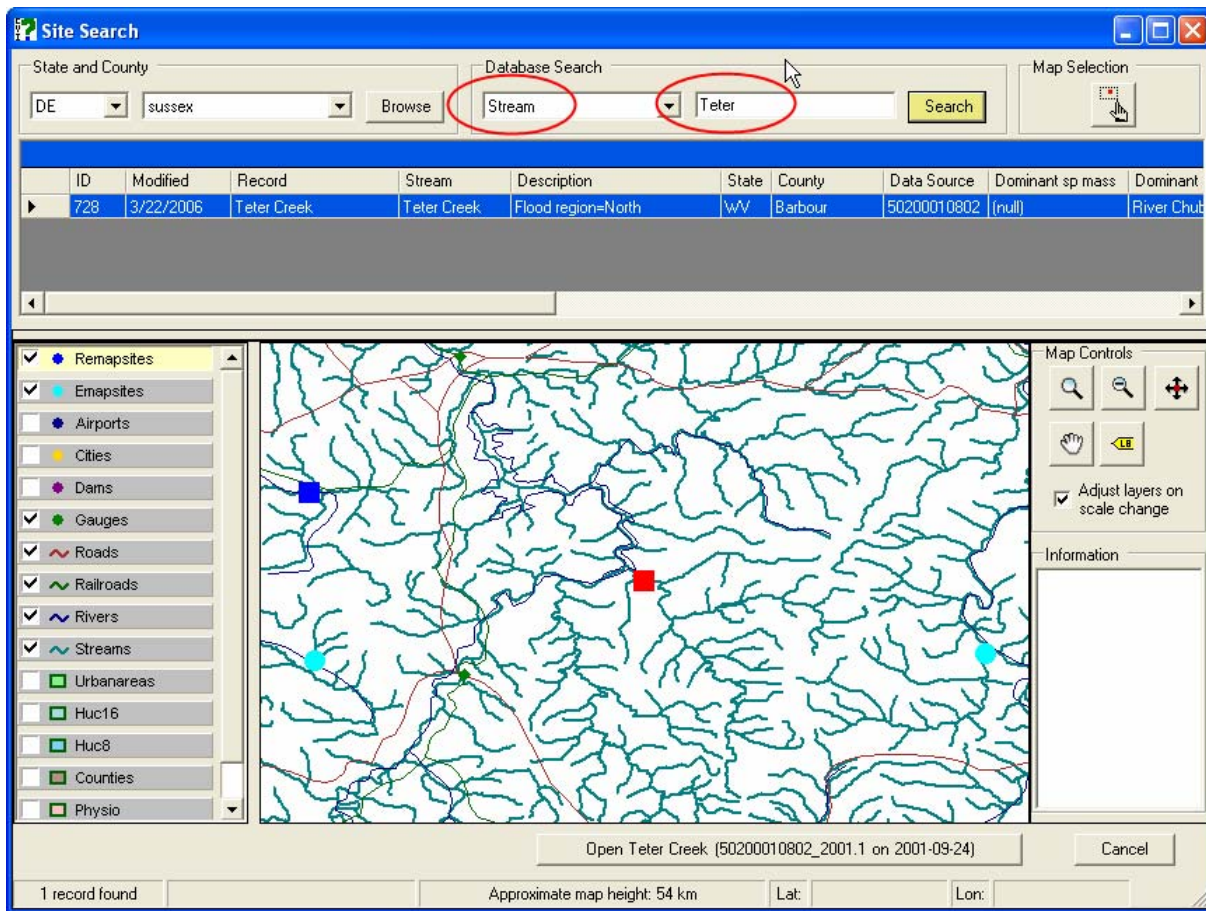 Site Search
State and County
Database Search
Map Selection
DE
sussex
Browse
Stream
Teter
Search
ID Modified Record Stream Description State County Data Source Dominant sp mass Dominant
728 3/22/2006 Teter Creek Teter Creek Flood region=North WV Barbour 50200010802 (null) River Chub
Remapsites
Emapsites
Airports
Cities
Dams
Gauges
Roads
Railroads
Rivers
Streams
Urbanareas
Huc16
Huc8
Counties
Physio
Map Controls
LB
Adjust layers on
scale change
Information
Open Teter Creek (50200010802_2001.1 on 2001-09-24)
Cancel
1 record found
Approximate map height: 54 km
Lat:
Lon: